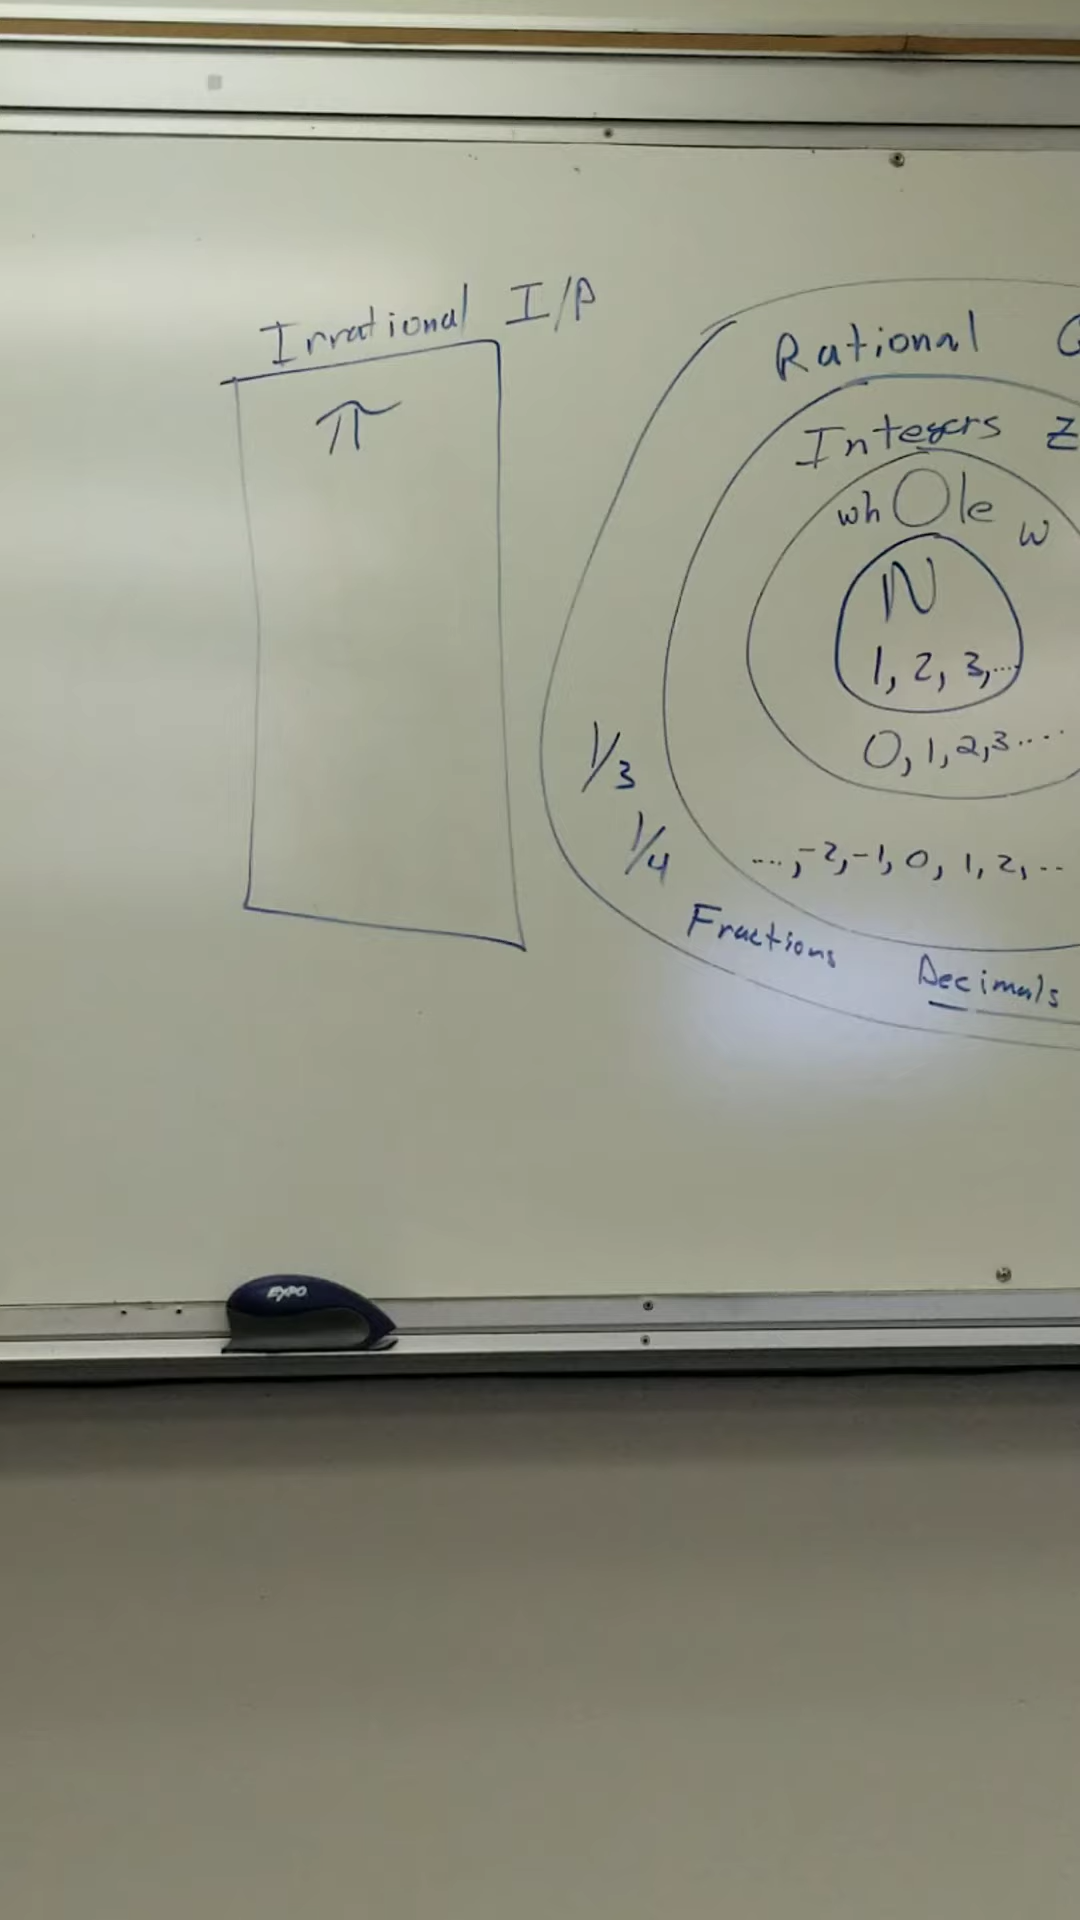 Irrational I/P
π
Rational
Integers Z
whOle w
N
1, 2, 3,...
0, 1, 2, 3....
1/3
1/4
..., -2, -1, 0, 1, 2, ..
Fractions
Decimals
EXPO